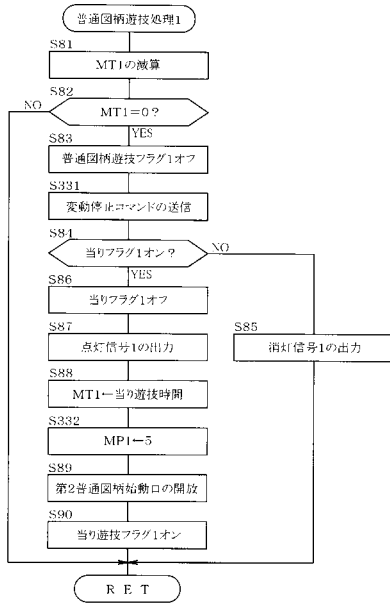 普通図柄遊技処理1
S81
MT1の減算
S82
NO
MT1=0?
YES
S83
普通図柄遊技フラグ1オフ
S331
変動停止コマンドの送信
S84
当りフラグ1オン?
NO
YES
S86
当りフラグ1オフ
S87
点灯信号1の出力
S85
消灯信号1の出力
S88
MT1←当り遊技時間
S332
MP1←5
S89
第2普通図柄始動口の開放
S90
当り遊技フラグ1オン
R E T